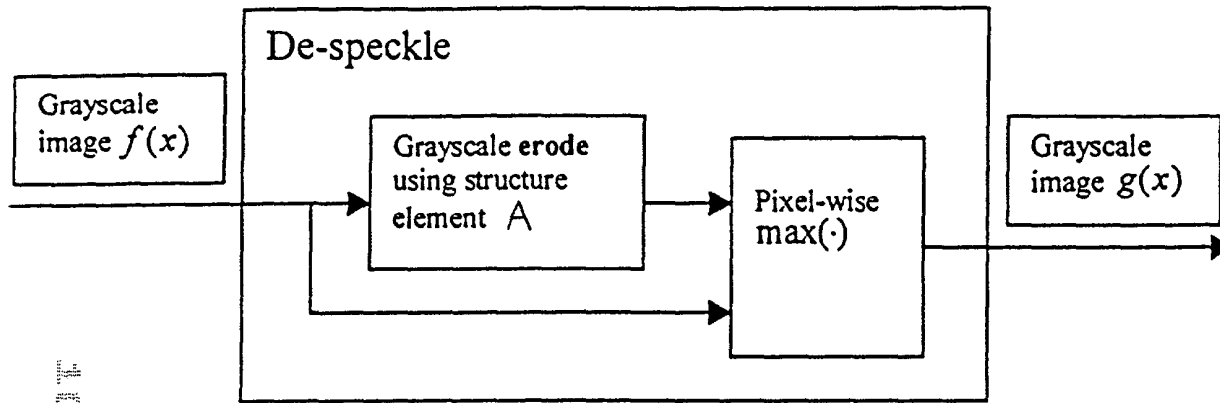 De-speckle
Grayscale
image f(x)
Grayscale erode
using structure
element A
Pixel-wise
max(·)
Grayscale
image g(x)